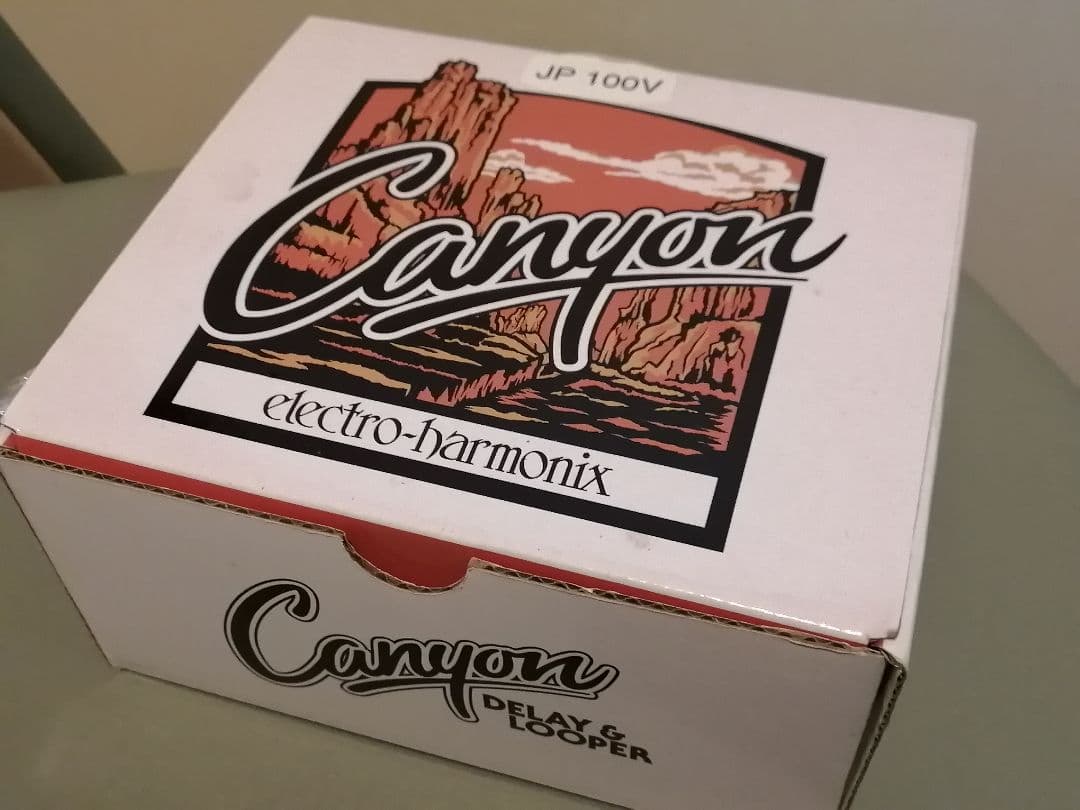 JP 100V
Canyon
electro-harmonix
Canyon
DELAY &
LOOPER